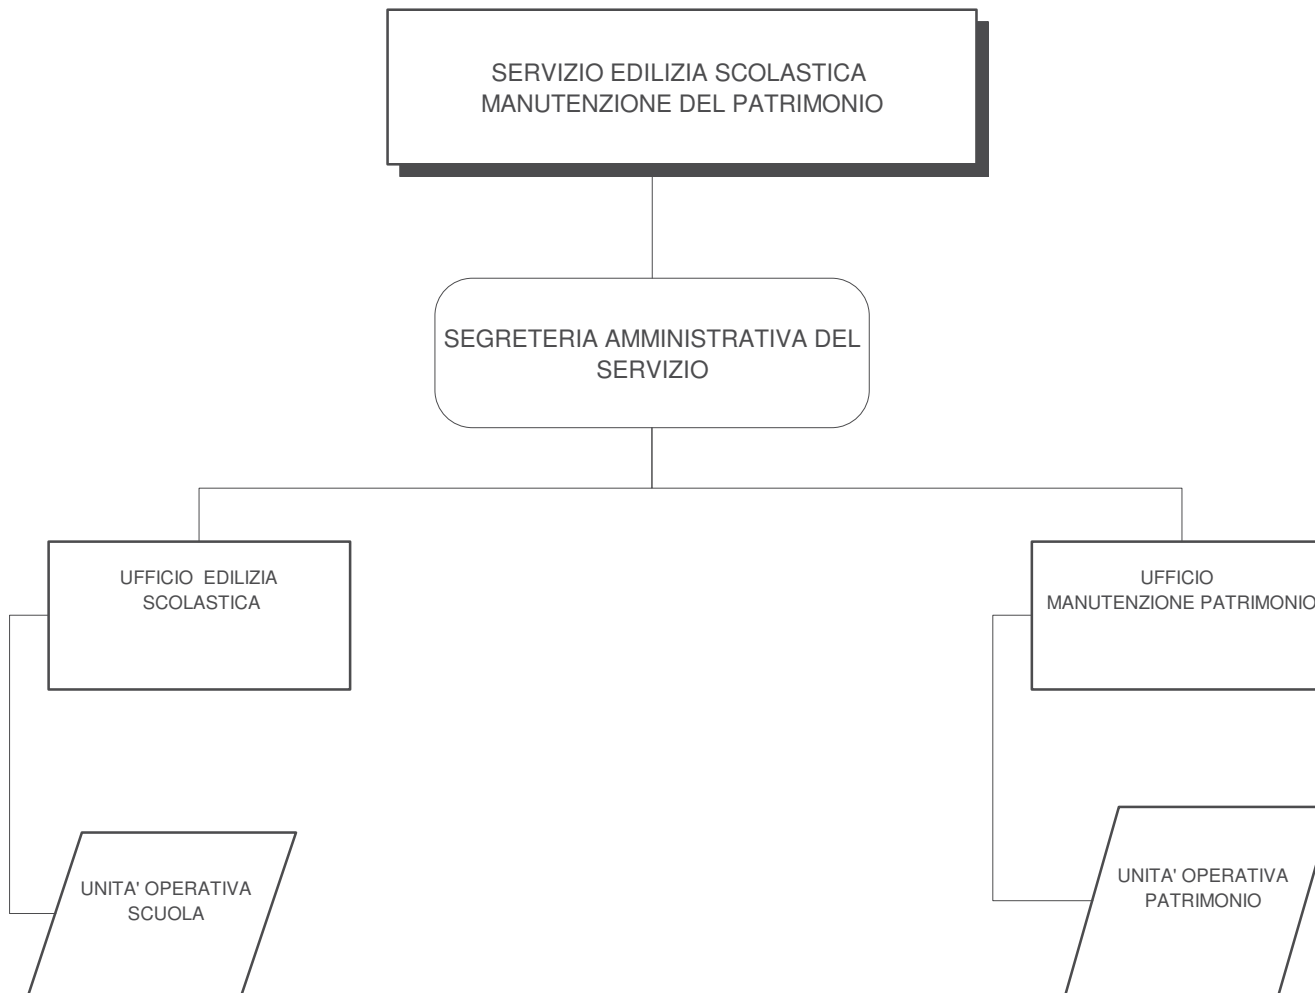 SERVIZIO EDILIZIA SCOLASTICA
MANUTENZIONE DEL PATRIMONIO
SEGRETERIA AMMINISTRATIVA DEL
SERVIZIO
UFFICIO EDILIZIA
SCOLASTICA
UFFICIO
MANUTENZIONE PATRIMONIO
UNITA' OPERATIVA
SCUOLA
UNITA' OPERATIVA
PATRIMONIO